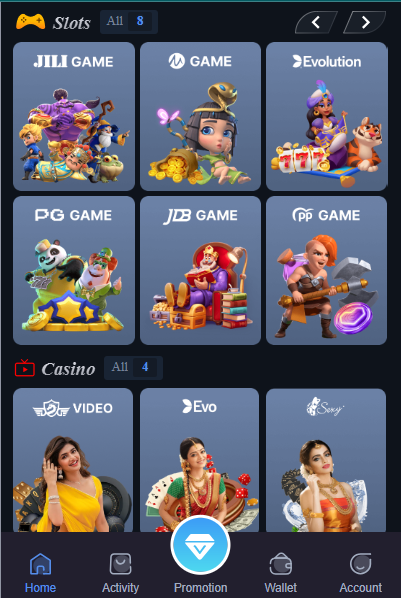 Slots All 8
JILI GAME
GAME
Evolution
PG GAME
JDB GAME
PP GAME
777
Casino All 4
VIDEO
Evo
Sexy
Home
Activity
Promotion
Wallet
Account